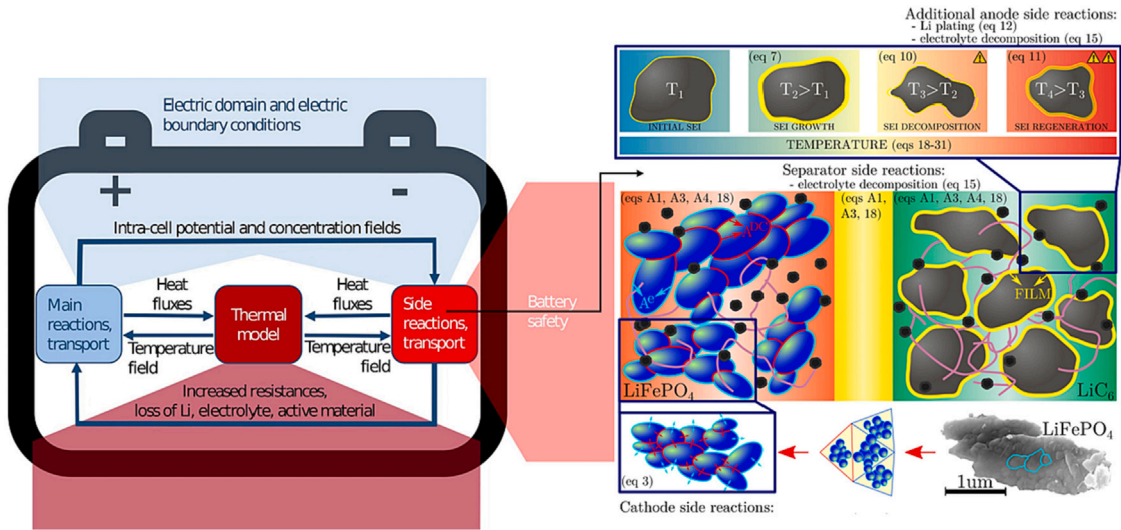 Electric domain and electric
boundary conditions
+
-
Intra-cell potential and concentration fields
Main
reactions,
transport
Heat
fluxes
Temperature
field
Thermal
model
Heat
fluxes
Temperature
field
Side
reactions,
transport
Increased resistances,
loss of Li, electrolyte, active material
Battery
safety
Additional anode side reactions:
- Li plating (eq 12)
- electrolyte decomposition (eq 15)
T1
INITIAL SEI
(eq 7)
T2>T1
SEI GROWTH
(eq 10)
T3>T2
SEI DECOMPOSITION
(eq 11)
T4>T3
SEI REGENERATION
TEMPERATURE (eqs 18-31)
Separator side reactions:
- electrolyte decomposition (eq 15)
(eqs A1, A3, A4, 18)
(eqs A1,
A3, 18)
(eqs A1, A3, A4, 18)
A DC
A e
FILM
LiFePO4
LiC6
(eq 3)
LiFePO4
1um
Cathode side reactions: